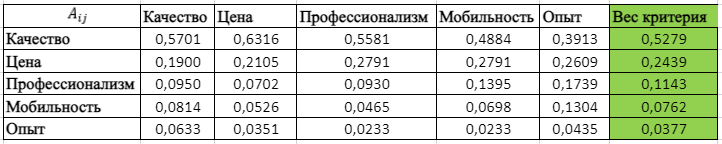 A_ij Качество Цена Профессионализм Мобильность Опыт Вес критерия
Качество 0,5701 0,6316 0,5581 0,4884 0,3913 0,5279
Цена 0,1900 0,2105 0,2791 0,2791 0,2609 0,2439
Профессионализм 0,0950 0,0702 0,0930 0,1395 0,1739 0,1143
Мобильность 0,0814 0,0526 0,0465 0,0698 0,1304 0,0762
Опыт 0,0633 0,0351 0,0233 0,0233 0,0435 0,0377